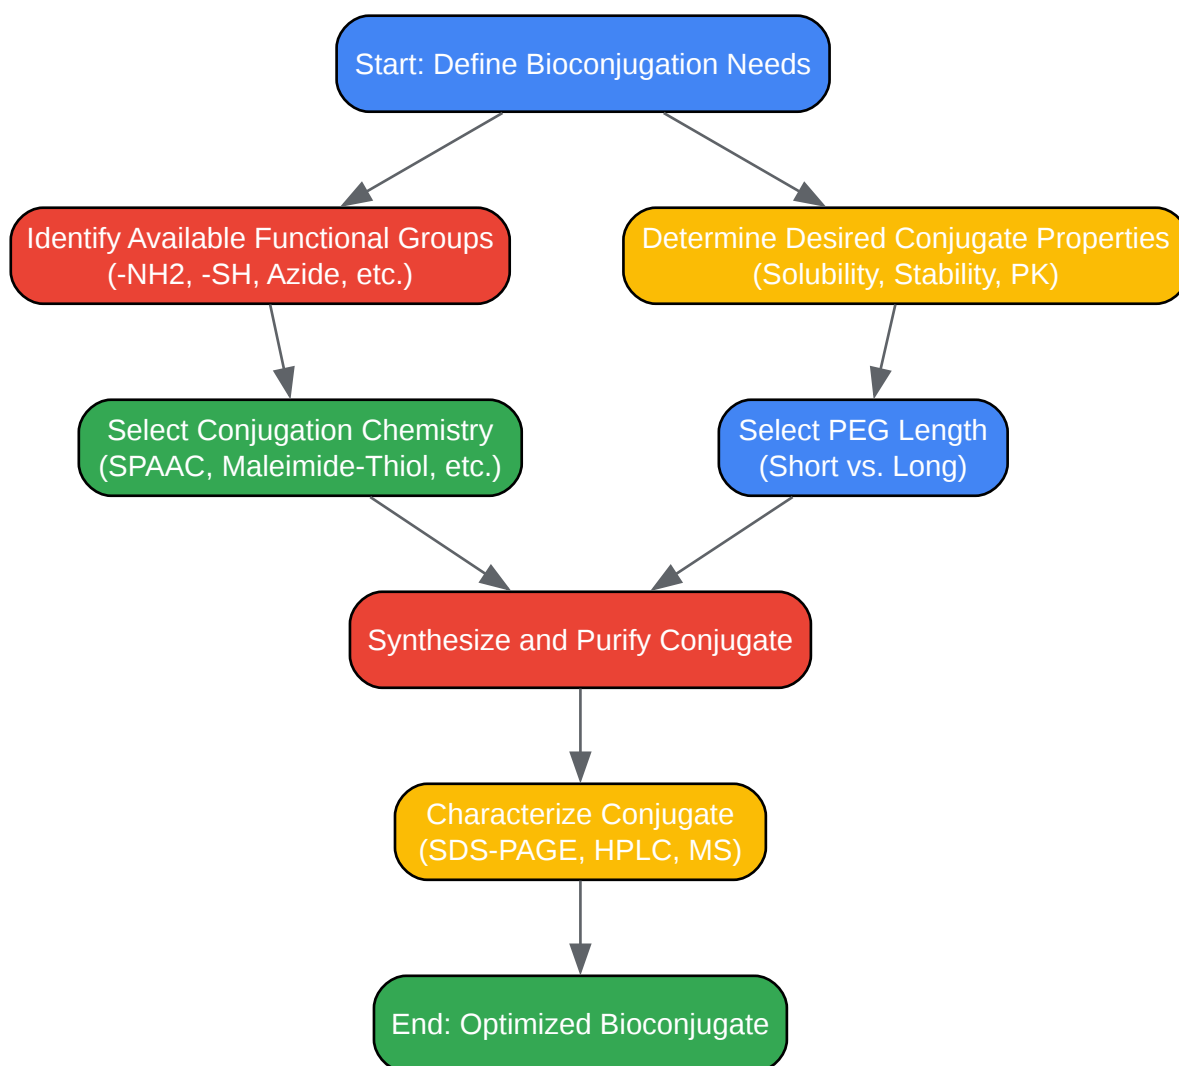 Start: Define Bioconjugation Needs
Identify Available Functional Groups
(-NH2, -SH, Azide, etc.)
Determine Desired Conjugate Properties
(Solubility, Stability, PK)
Select Conjugation Chemistry
(SPAAC, Maleimide-Thiol, etc.)
Select PEG Length
(Short vs. Long)
Synthesize and Purify Conjugate
Characterize Conjugate
(SDS-PAGE, HPLC, MS)
End: Optimized Bioconjugate